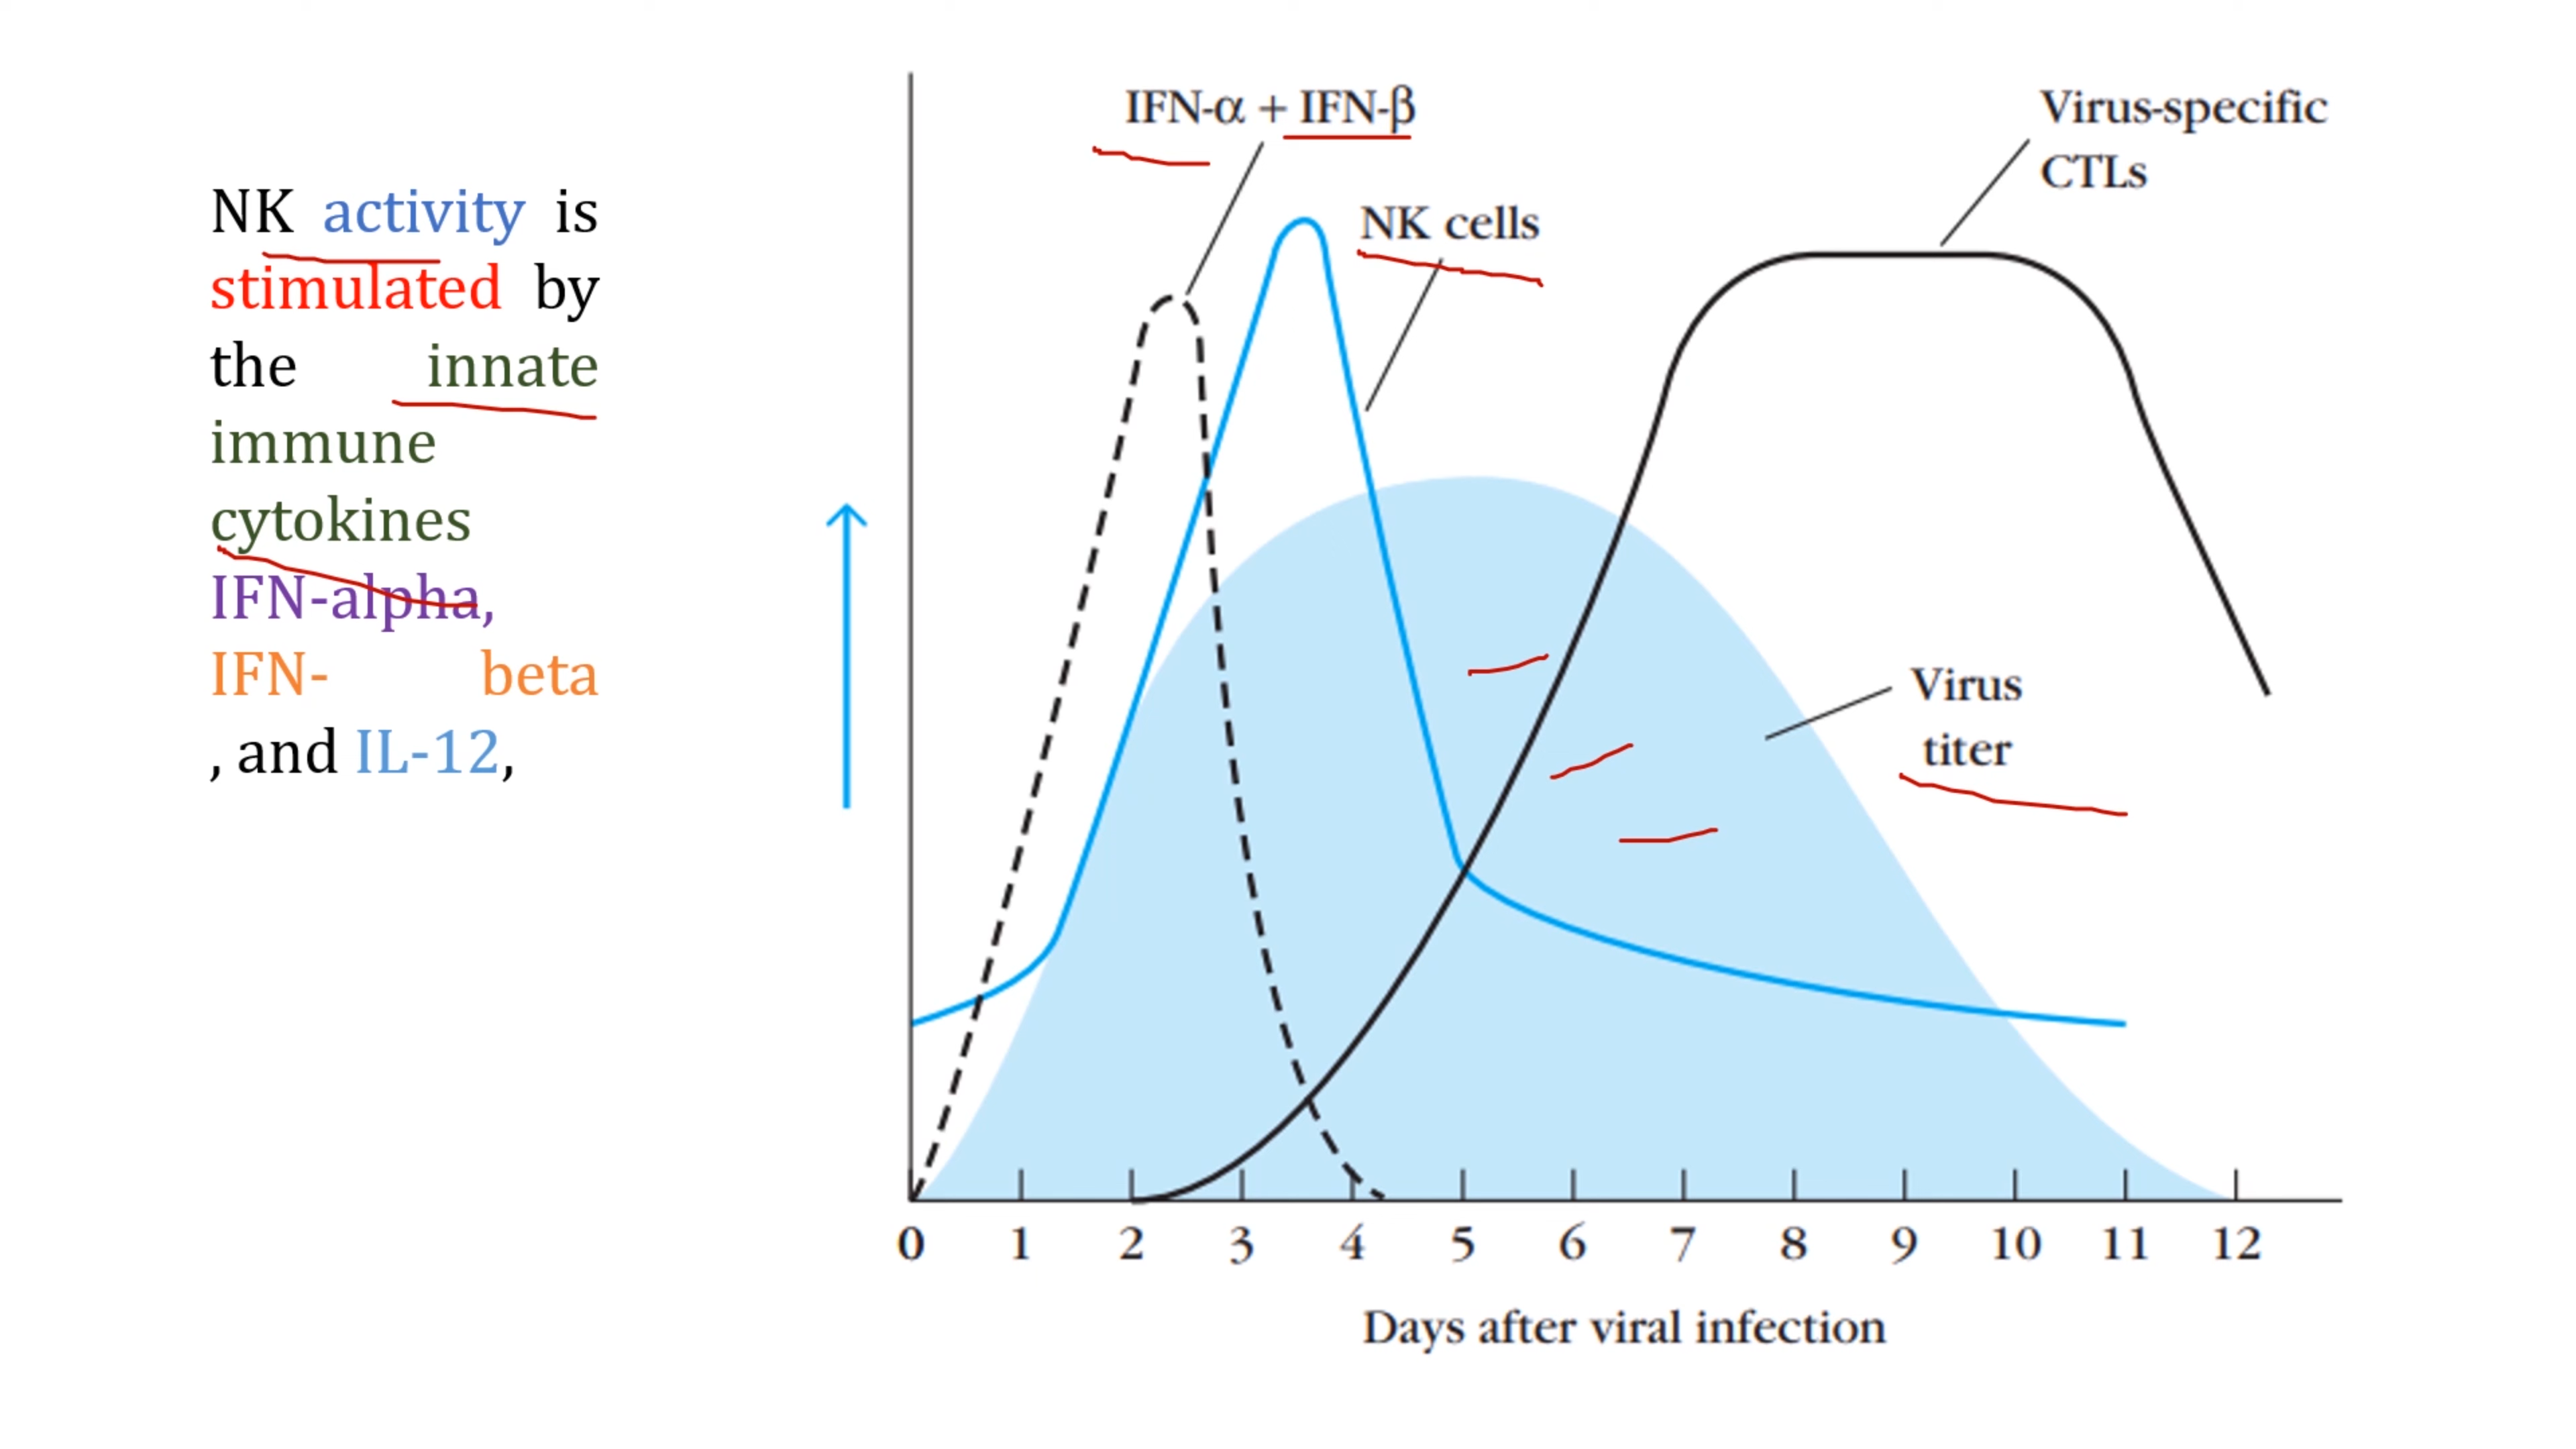 NK activity is
stimulated by
the innate
immune
cytokines
IFN-alpha,
IFN- beta
, and IL-12,
IFN-α + IFN-β
NK cells
Virus-specific
CTLs
Virus
titer
0 1 2 3 4 5 6 7 8 9 10 11 12
Days after viral infection